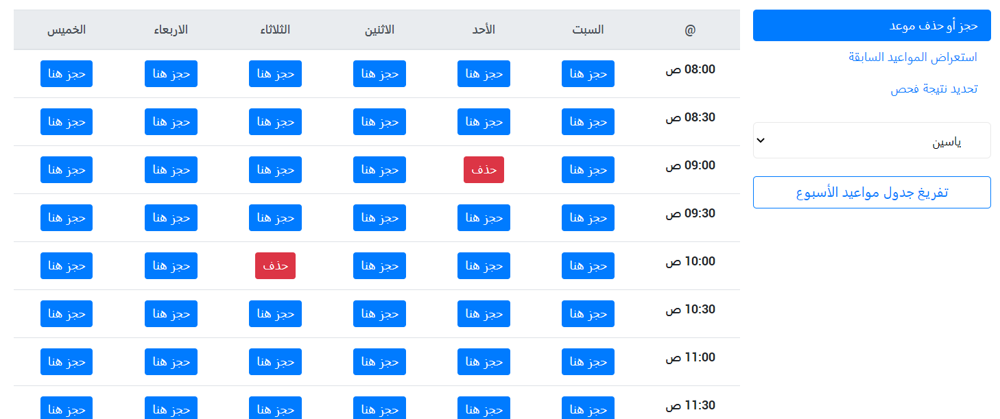 حجز أو حذف موعد
استعراض المواعيد السابقة
تحديد نتيجة فحص
ياسين
تفريغ جدول مواعيد الأسبوع
@ السبت الأحد الاثنين الثلاثاء الاربعاء الخميس
08:00 ص حجز هنا حجز هنا حجز هنا حجز هنا حجز هنا حجز هنا
08:30 ص حجز هنا حجز هنا حجز هنا حجز هنا حجز هنا حجز هنا
09:00 ص حجز هنا حذف حجز هنا حجز هنا حجز هنا حجز هنا
09:30 ص حجز هنا حجز هنا حجز هنا حجز هنا حجز هنا حجز هنا
10:00 ص حجز هنا حجز هنا حجز هنا حذف حجز هنا حجز هنا
10:30 ص حجز هنا حجز هنا حجز هنا حجز هنا حجز هنا حجز هنا
11:00 ص حجز هنا حجز هنا حجز هنا حجز هنا حجز هنا حجز هنا
11:30 ص حجز هنا حجز هنا حجز هنا حجز هنا حجز هنا حجز هنا